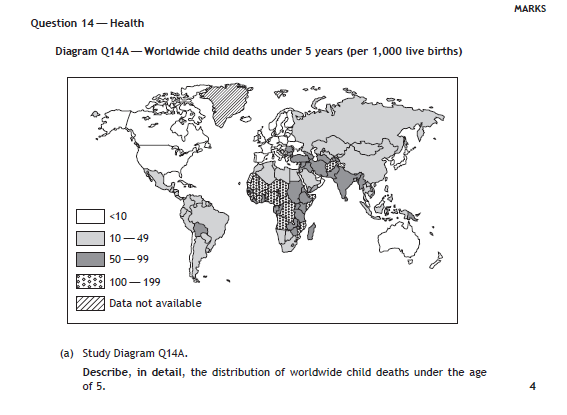 MARKS
Question 14 — Health
Diagram Q14A — Worldwide child deaths under 5 years (per 1,000 live births)
<10
10 — 49
50 — 99
100 — 199
Data not available
(a) Study Diagram Q14A.
Describe, in detail, the distribution of worldwide child deaths under the age
of 5. 4